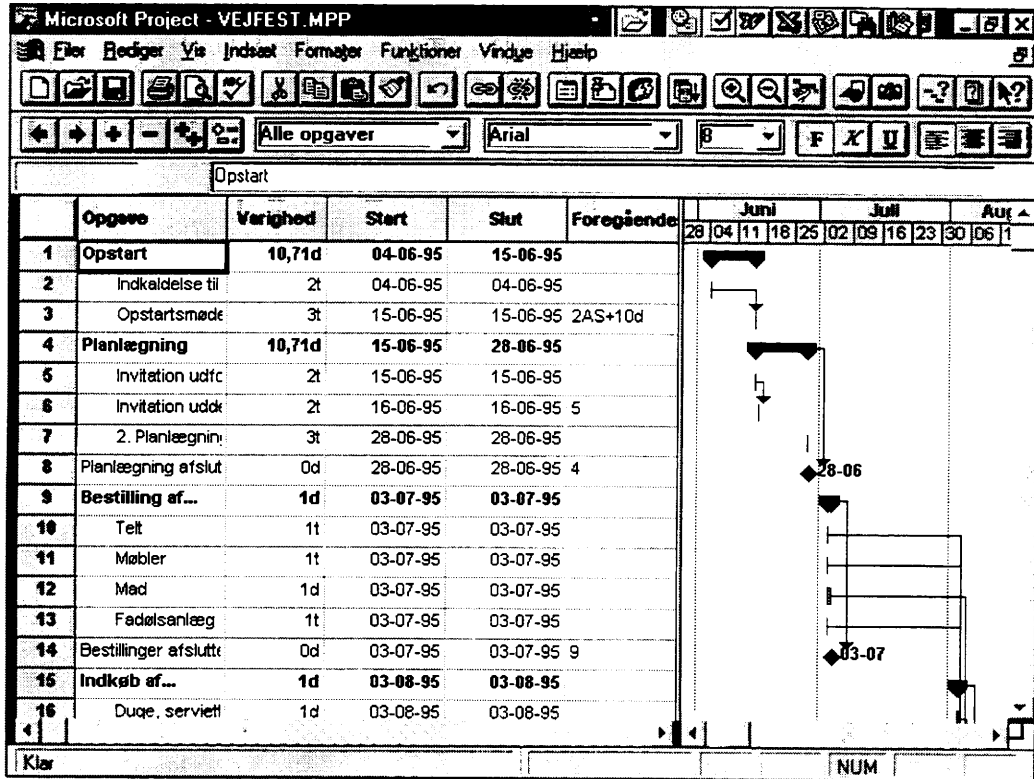 Microsoft Project - VEJFEST.MPP
Filer Rediger Vis Indsæt Formater Funktioner Vindue Hjælp
Alle opgaver Arial 8 F K U
Opstart
Opgave Varighed Start Slut Foregående Juni Juli Aug
28 04 11 18 25 02 09 16 23 30 06 1
1 Opstart 10,71d 04-06-95 15-06-95
2 Indkaldelse til 2t 04-06-95 04-06-95
3 Opstartsmøde 3t 15-06-95 15-06-95 2AS+10d
4 Planlægning 10,71d 15-06-95 28-06-95
5 Invitation udfo 2t 15-06-95 15-06-95
6 Invitation udde 2t 16-06-95 16-06-95 5
7 2. Planlægning 3t 28-06-95 28-06-95
8 Planlægning afslut 0d 28-06-95 28-06-95 4 28-06
9 Bestilling af... 1d 03-07-95 03-07-95
10 Telt 1t 03-07-95 03-07-95
11 Møbler 1t 03-07-95 03-07-95
12 Mad 1d 03-07-95 03-07-95
13 Fadølsanlæg 1t 03-07-95 03-07-95
14 Bestillinger afslutte 0d 03-07-95 03-07-95 9 03-07
15 Indkøb af... 1d 03-08-95 03-08-95
16 Duge, serviett 1d 03-08-95 03-08-95
Klar NUM